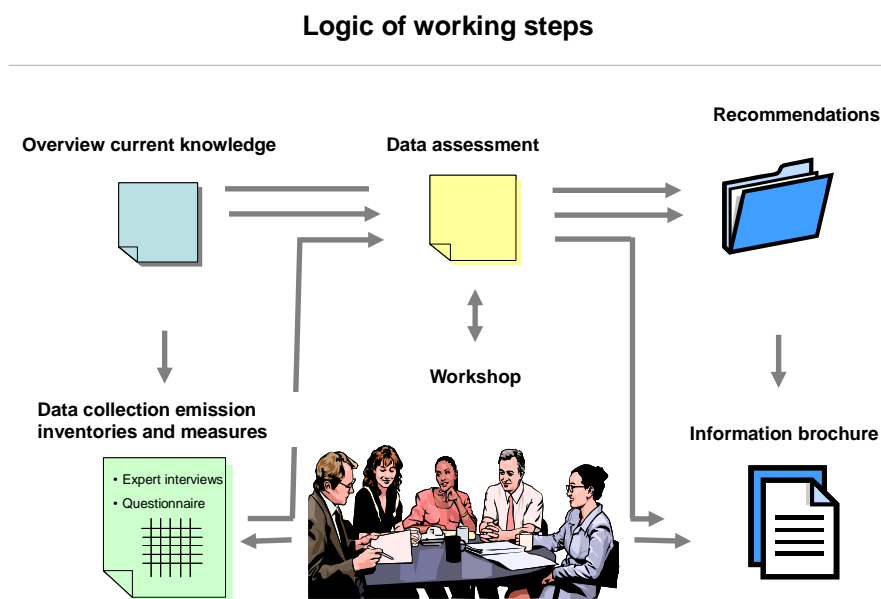 Logic of working steps
Recommendations
Overview current knowledge
Data assessment
Workshop
Data collection emission
inventories and measures
Information brochure
• Expert interviews
• Questionnaire